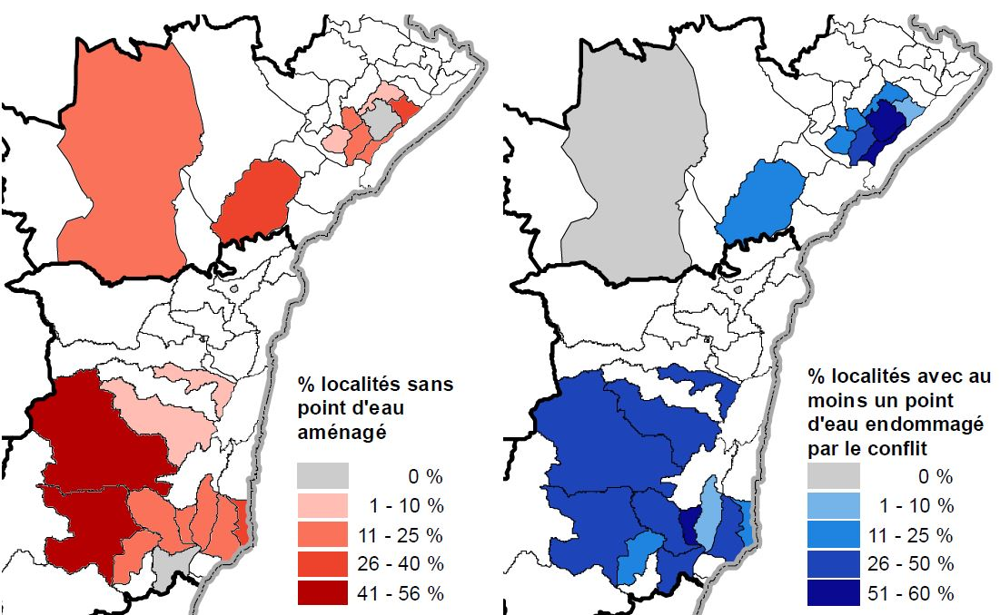 % localités sans
point d'eau
aménagé
0 %
1 - 10 %
11 - 25 %
26 - 40 %
41 - 56 %
% localités avec au
moins un point
d'eau endommagé
par le conflit
0 %
1 - 10 %
11 - 25 %
26 - 50 %
51 - 60 %